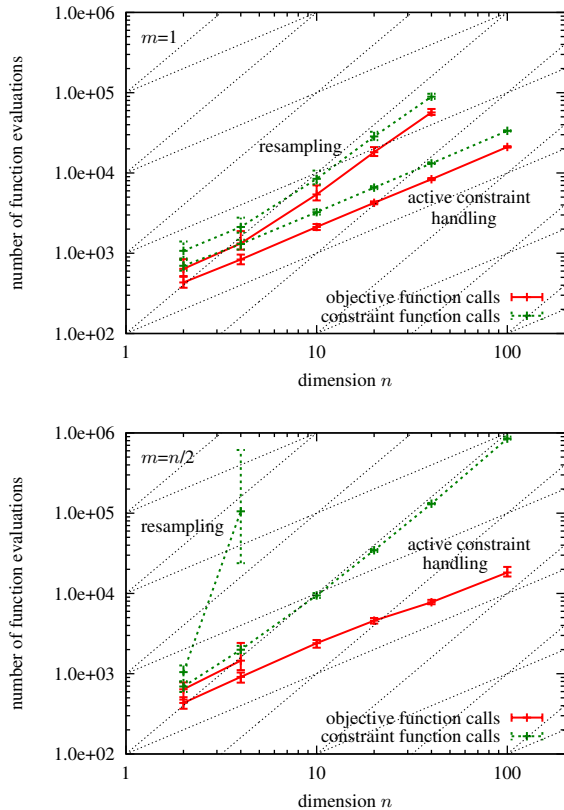 m=1
1.0e+06
1.0e+05
1.0e+04
1.0e+03
1.0e+02
number of function evaluations
resampling
active constraint
handling
objective function calls
constraint function calls
1
10
100
dimension n
m=n/2
1.0e+06
1.0e+05
1.0e+04
1.0e+03
1.0e+02
number of function evaluations
resampling
active constraint
handling
objective function calls
constraint function calls
1
10
100
dimension n